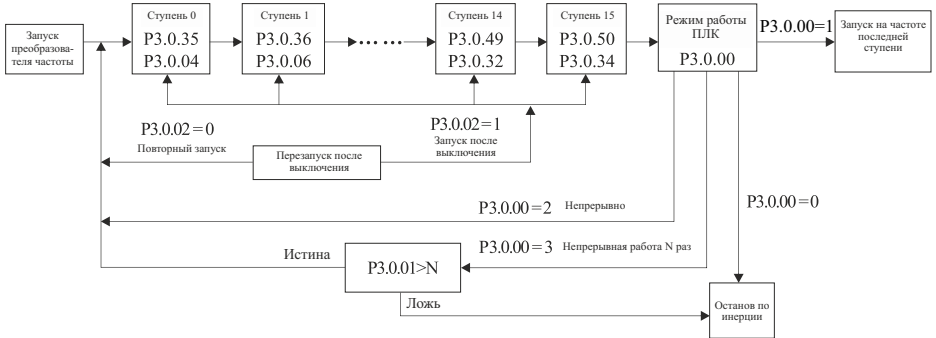 Запуск
преобразова-
теля частоты
Ступень 0
P3.0.35
P3.0.04
Ступень 1
P3.0.36
P3.0.06
Ступень 14
P3.0.49
P3.0.32
Ступень 15
P3.0.50
P3.0.34
Режим работы
ПЛК
P3.0.00
P3.0.00=1
Запуск на частоте
последней
ступени
P3.0.02=0
Повторный запуск
Перезапуск после
выключения
P3.0.02=1
Запуск после
выключения
P3.0.00=2 Непрерывно
P3.0.00=0
P3.0.00=3 Непрерывная работа N раз
Истина
P3.0.01>N
Ложь
Останов по
инерции